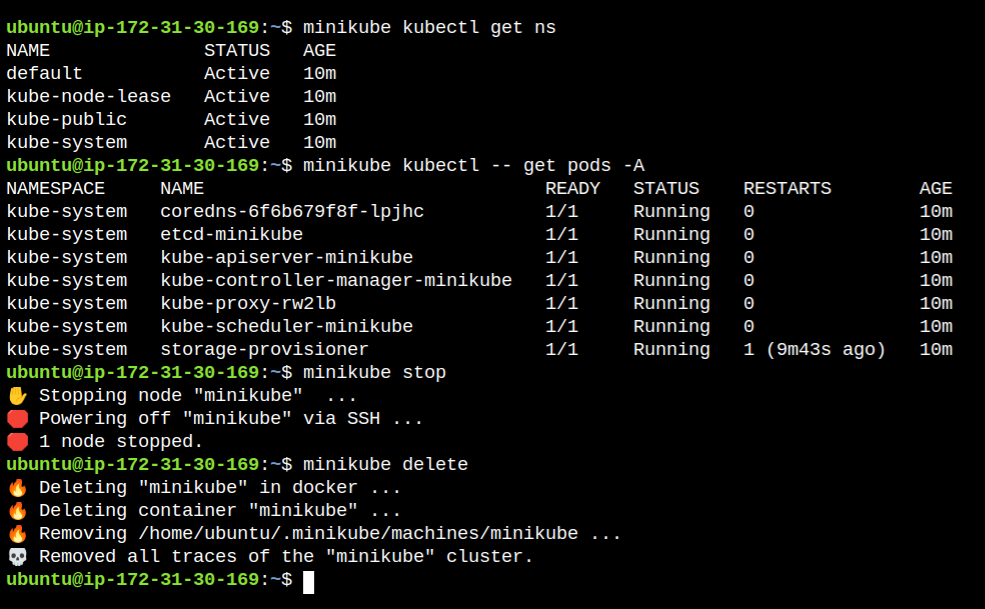 ubuntu@ip-172-31-30-169:~$ minikube kubectl get ns
NAME              STATUS   AGE
default           Active   10m
kube-node-lease   Active   10m
kube-public       Active   10m
kube-system       Active   10m
ubuntu@ip-172-31-30-169:~$ minikube kubectl -- get pods -A
NAMESPACE     NAME                               READY   STATUS    RESTARTS        AGE
kube-system   coredns-6f6b679f8f-lpjhc           1/1     Running   0               10m
kube-system   etcd-minikube                      1/1     Running   0               10m
kube-system   kube-apiserver-minikube            1/1     Running   0               10m
kube-system   kube-controller-manager-minikube   1/1     Running   0               10m
kube-system   kube-proxy-rw2lb                   1/1     Running   0               10m
kube-system   kube-scheduler-minikube            1/1     Running   0               10m
kube-system   storage-provisioner                1/1     Running   1 (9m43s ago)   10m
ubuntu@ip-172-31-30-169:~$ minikube stop
✋ Stopping node "minikube"  ...
🛑 Powering off "minikube" via SSH ...
🛑 1 node stopped.
ubuntu@ip-172-31-30-169:~$ minikube delete
🔥 Deleting "minikube" in docker ...
🔥 Deleting container "minikube" ...
🔥 Removing /home/ubuntu/.minikube/machines/minikube ...
💀 Removed all traces of the "minikube" cluster.
ubuntu@ip-172-31-30-169:~$